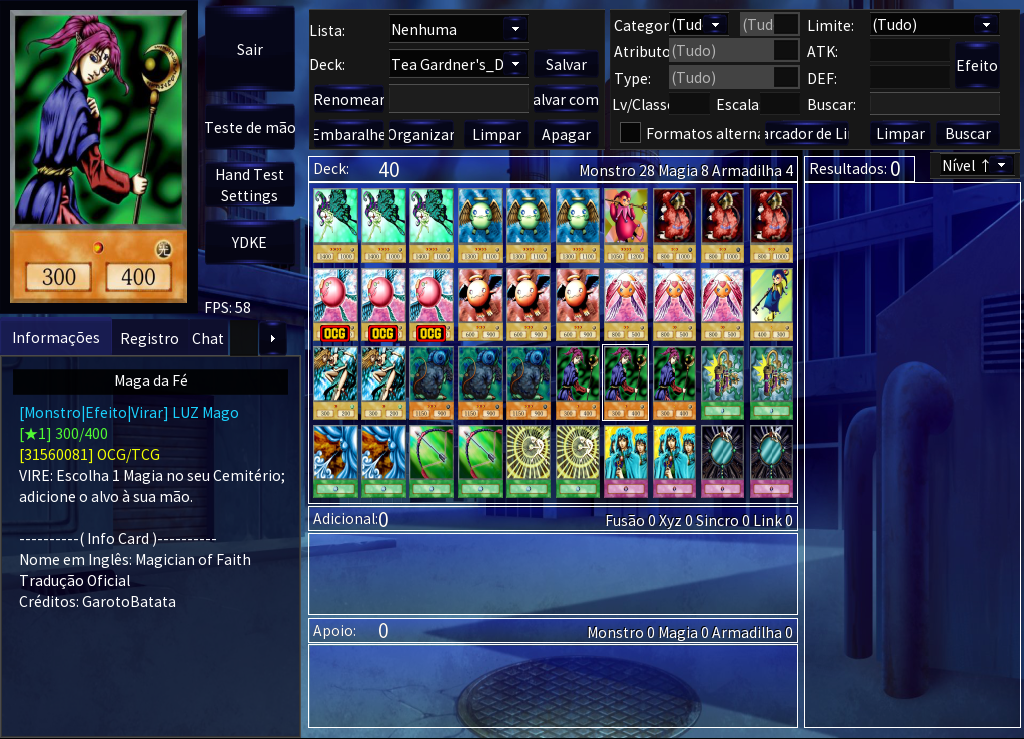 Sair
Teste de mão
Hand Test
Settings
YDKE
FPS: 58
300
400
Lista:
Nenhuma
Deck:
Tea Gardner's_D
Salvar
Renomear
alvar com
Embaralhe
Organizar
Limpar
Apagar
Categor
(Tud
(Tud
Limite:
(Tudo)
Atributo
(Tudo)
ATK:
Efeito
Type:
(Tudo)
DEF:
Lv/Classe
Escala
Buscar:
Formatos alterna
arcador de Li
Limpar
Buscar
Deck:
40
Monstro 28 Magia 8 Armadilha 4
Resultados: 0
Nível ↑
OCG
OCG
OCG
Informações
Registro
Chat
Maga da Fé
[Monstro|Efeito|Virar] LUZ Mago
[★1] 300/400
[31560081] OCG/TCG
VIRE: Escolha 1 Magia no seu Cemitério;
adicione o alvo à sua mão.
----------( Info Card )----------
Nome em Inglês: Magician of Faith
Tradução Oficial
Créditos: GarotoBatata
Adicional:0
Fusão 0 Xyz 0 Sincro 0 Link 0
Apoio: 0
Monstro 0 Magia 0 Armadilha 0